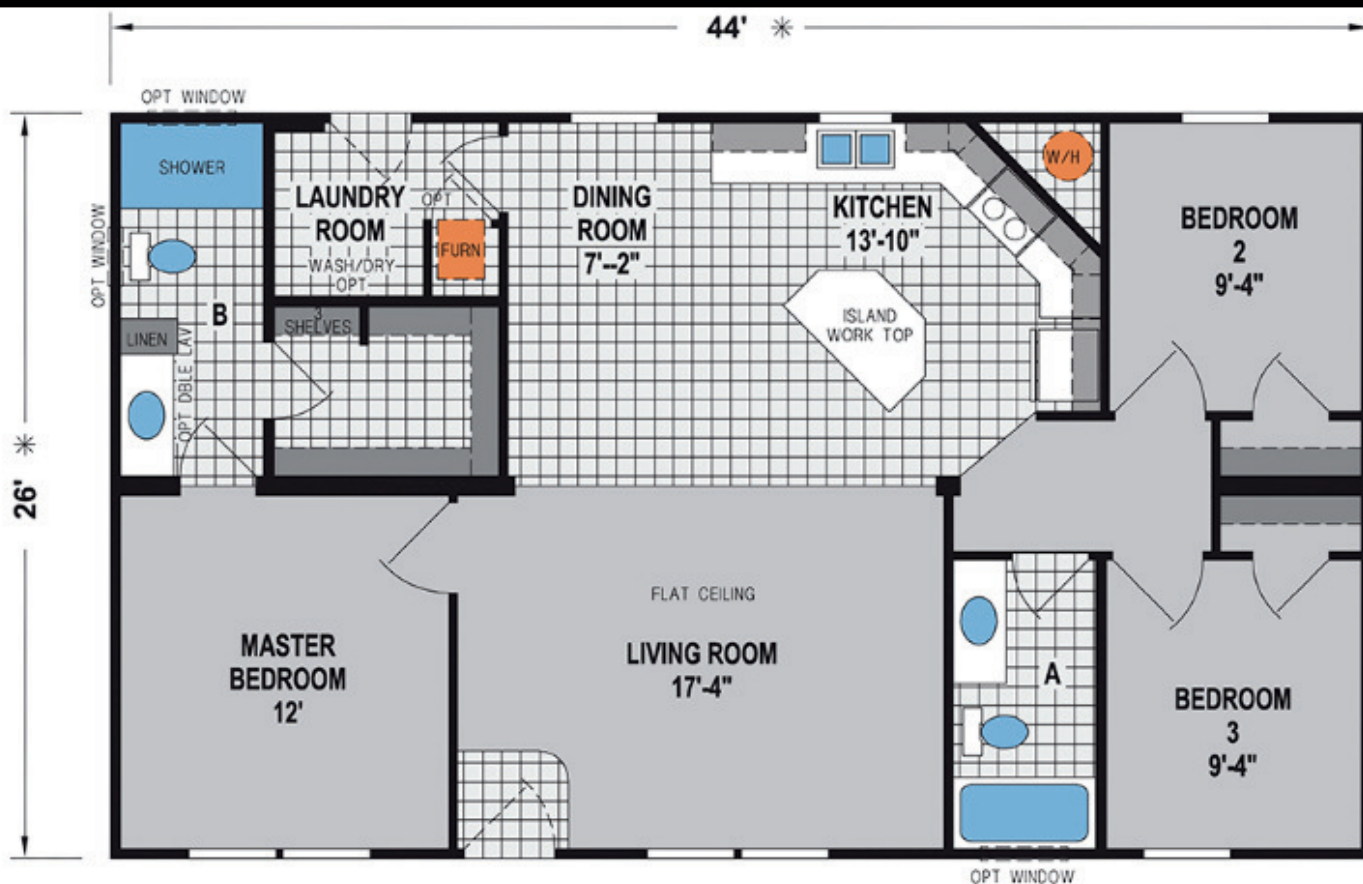 44' ✳
OPT WINDOW
SHOWER
OPT WINDOW
LAUNDRY
ROOM
OPT
WASH/DRY
OPT
FURN
DINING
ROOM
7'--2"
KITCHEN
13'-10"
W/H
BEDROOM
2
9'-4"
ISLAND
WORK TOP
B
3
SHELVES
LINEN
OPT DBLE LAV
26' ✳
MASTER
BEDROOM
12'
FLAT CEILING
LIVING ROOM
17'-4"
A
BEDROOM
3
9'-4"
OPT WINDOW